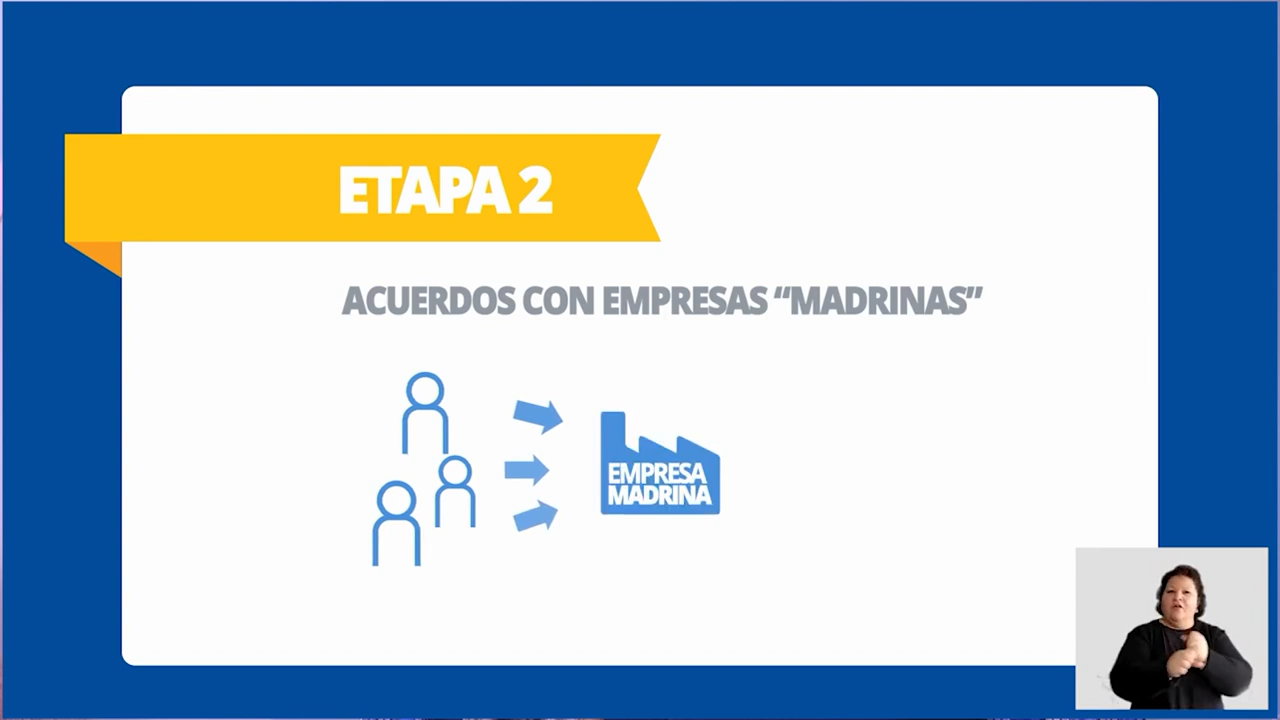 ETAPA 2
ACUERDOS CON EMPRESAS “MADRINAS”
EMPRESA
MADRINA